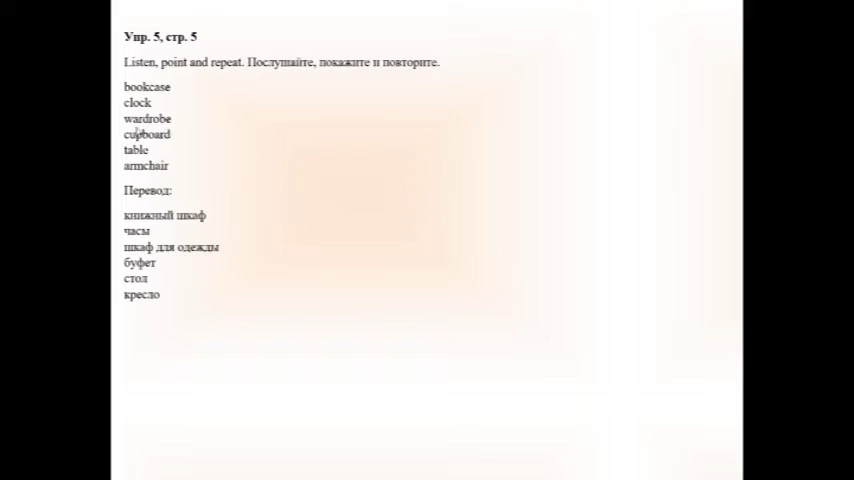 Упр. 5, стр. 5
Listen, point and repeat. Послушайте, покажите и повторите.
bookcase
clock
wardrobe
cupboard
table
armchair
Перевод:
книжный шкаф
часы
шкаф для одежды
буфет
стол
кресло